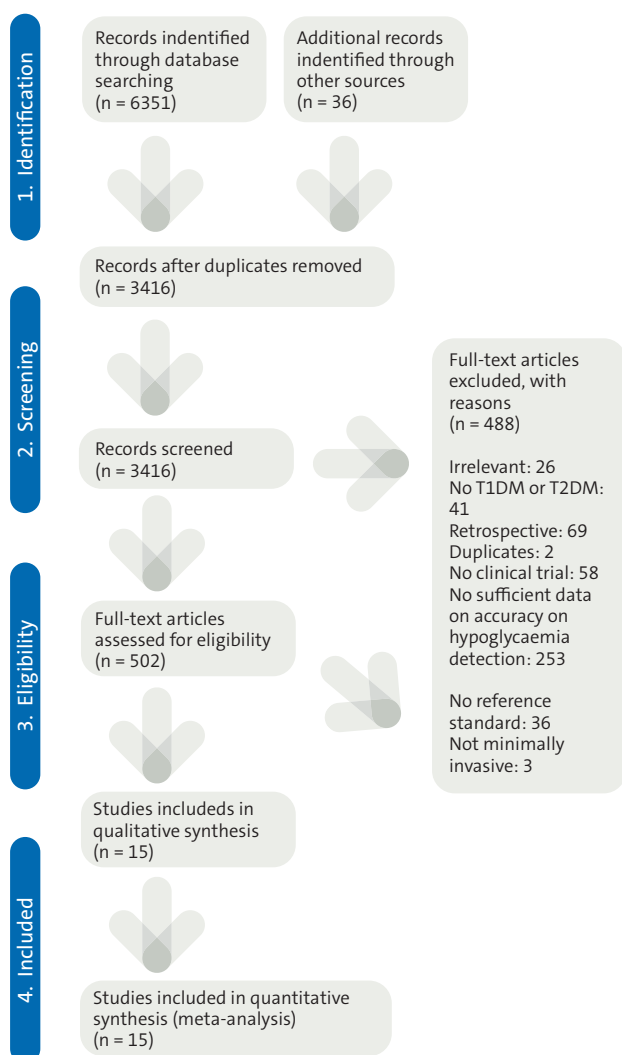 1. Identification
Records indentified
through database
searching
(n = 6351)
Additional records
indentified through
other sources
(n = 36)
Records after duplicates removed
(n = 3416)
2. Screening
Records screened
(n = 3416)
Full-text articles
excluded, with
reasons
(n = 488)
Irrelevant: 26
No T1DM or T2DM:
41
Retrospective: 69
Duplicates: 2
No clinical trial: 58
No sufficient data
on accuracy on
hypoglycaemia
detection: 253
No reference
standard: 36
Not minimally
invasive: 3
3. Eligibility
Full-text articles
assessed for eligibility
(n = 502)
Studies includeds in
qualitative synthesis
(n = 15)
4. Included
Studies included in quantitative
synthesis (meta-analysis)
(n = 15)